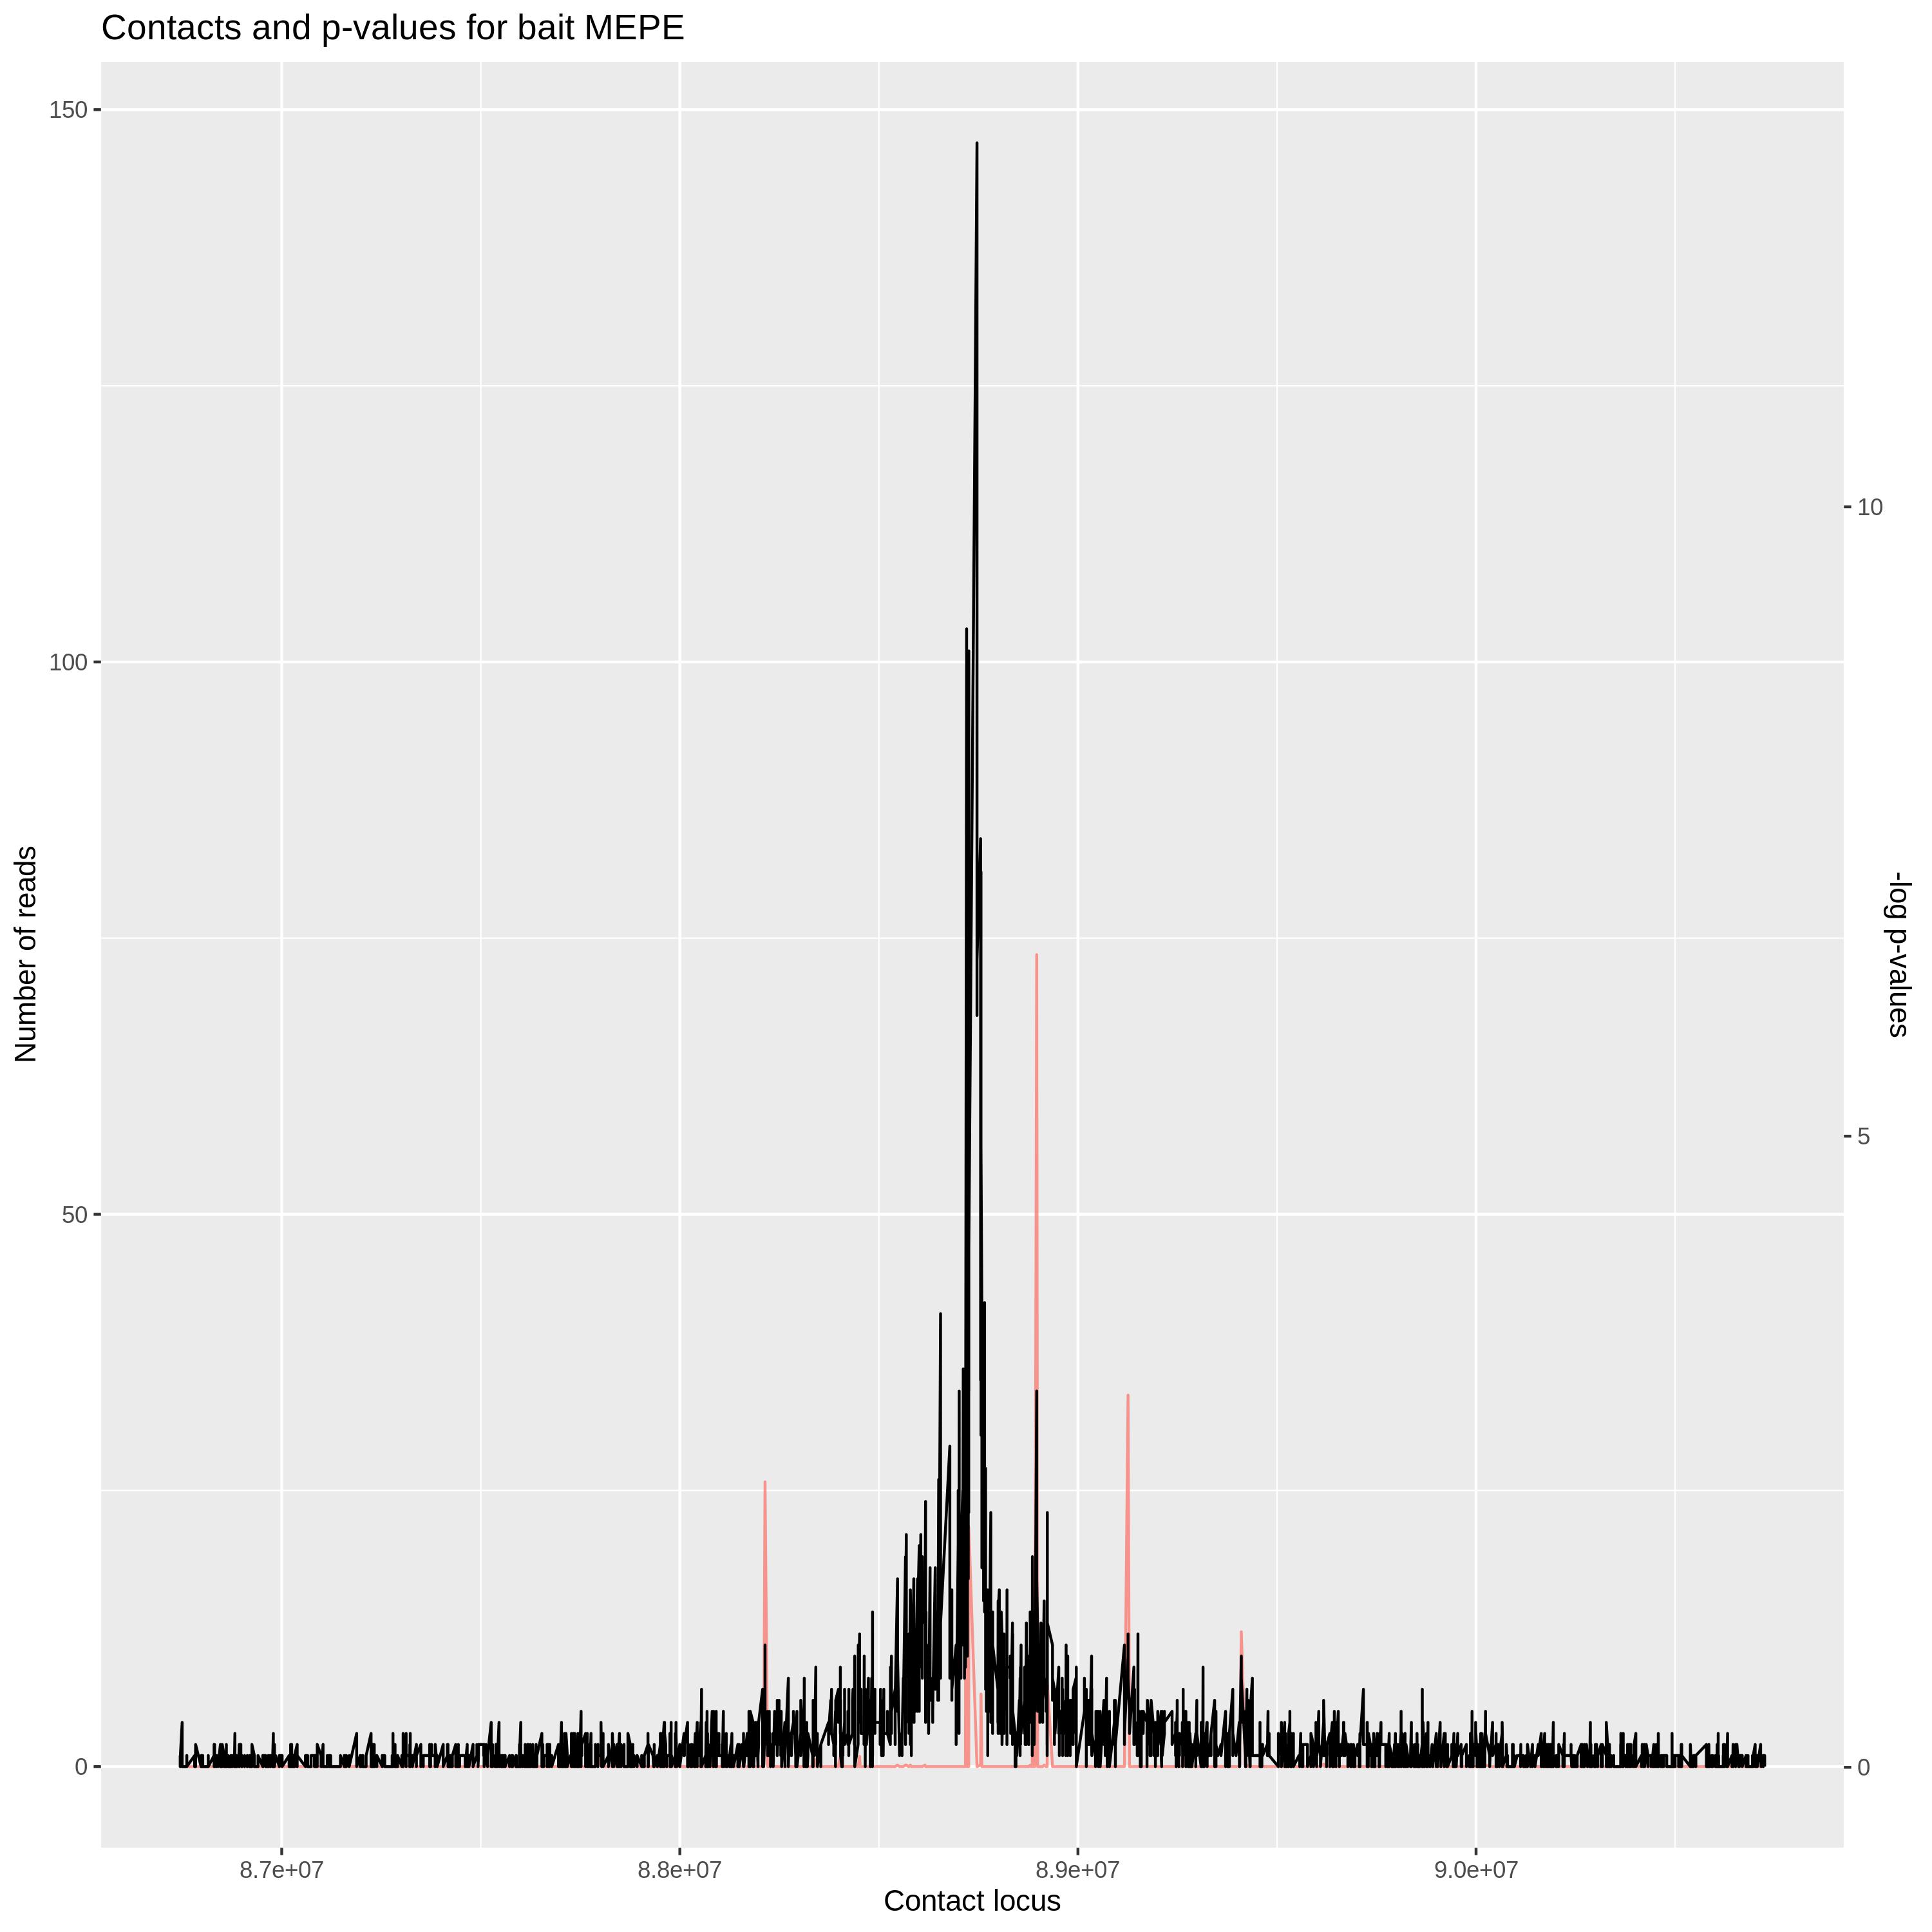 Contacts and p-values for bait MEPE
150
100
50
0
Number of reads
10
5
0
-log p-values
8.7e+07
8.8e+07
8.9e+07
9.0e+07
Contact locus